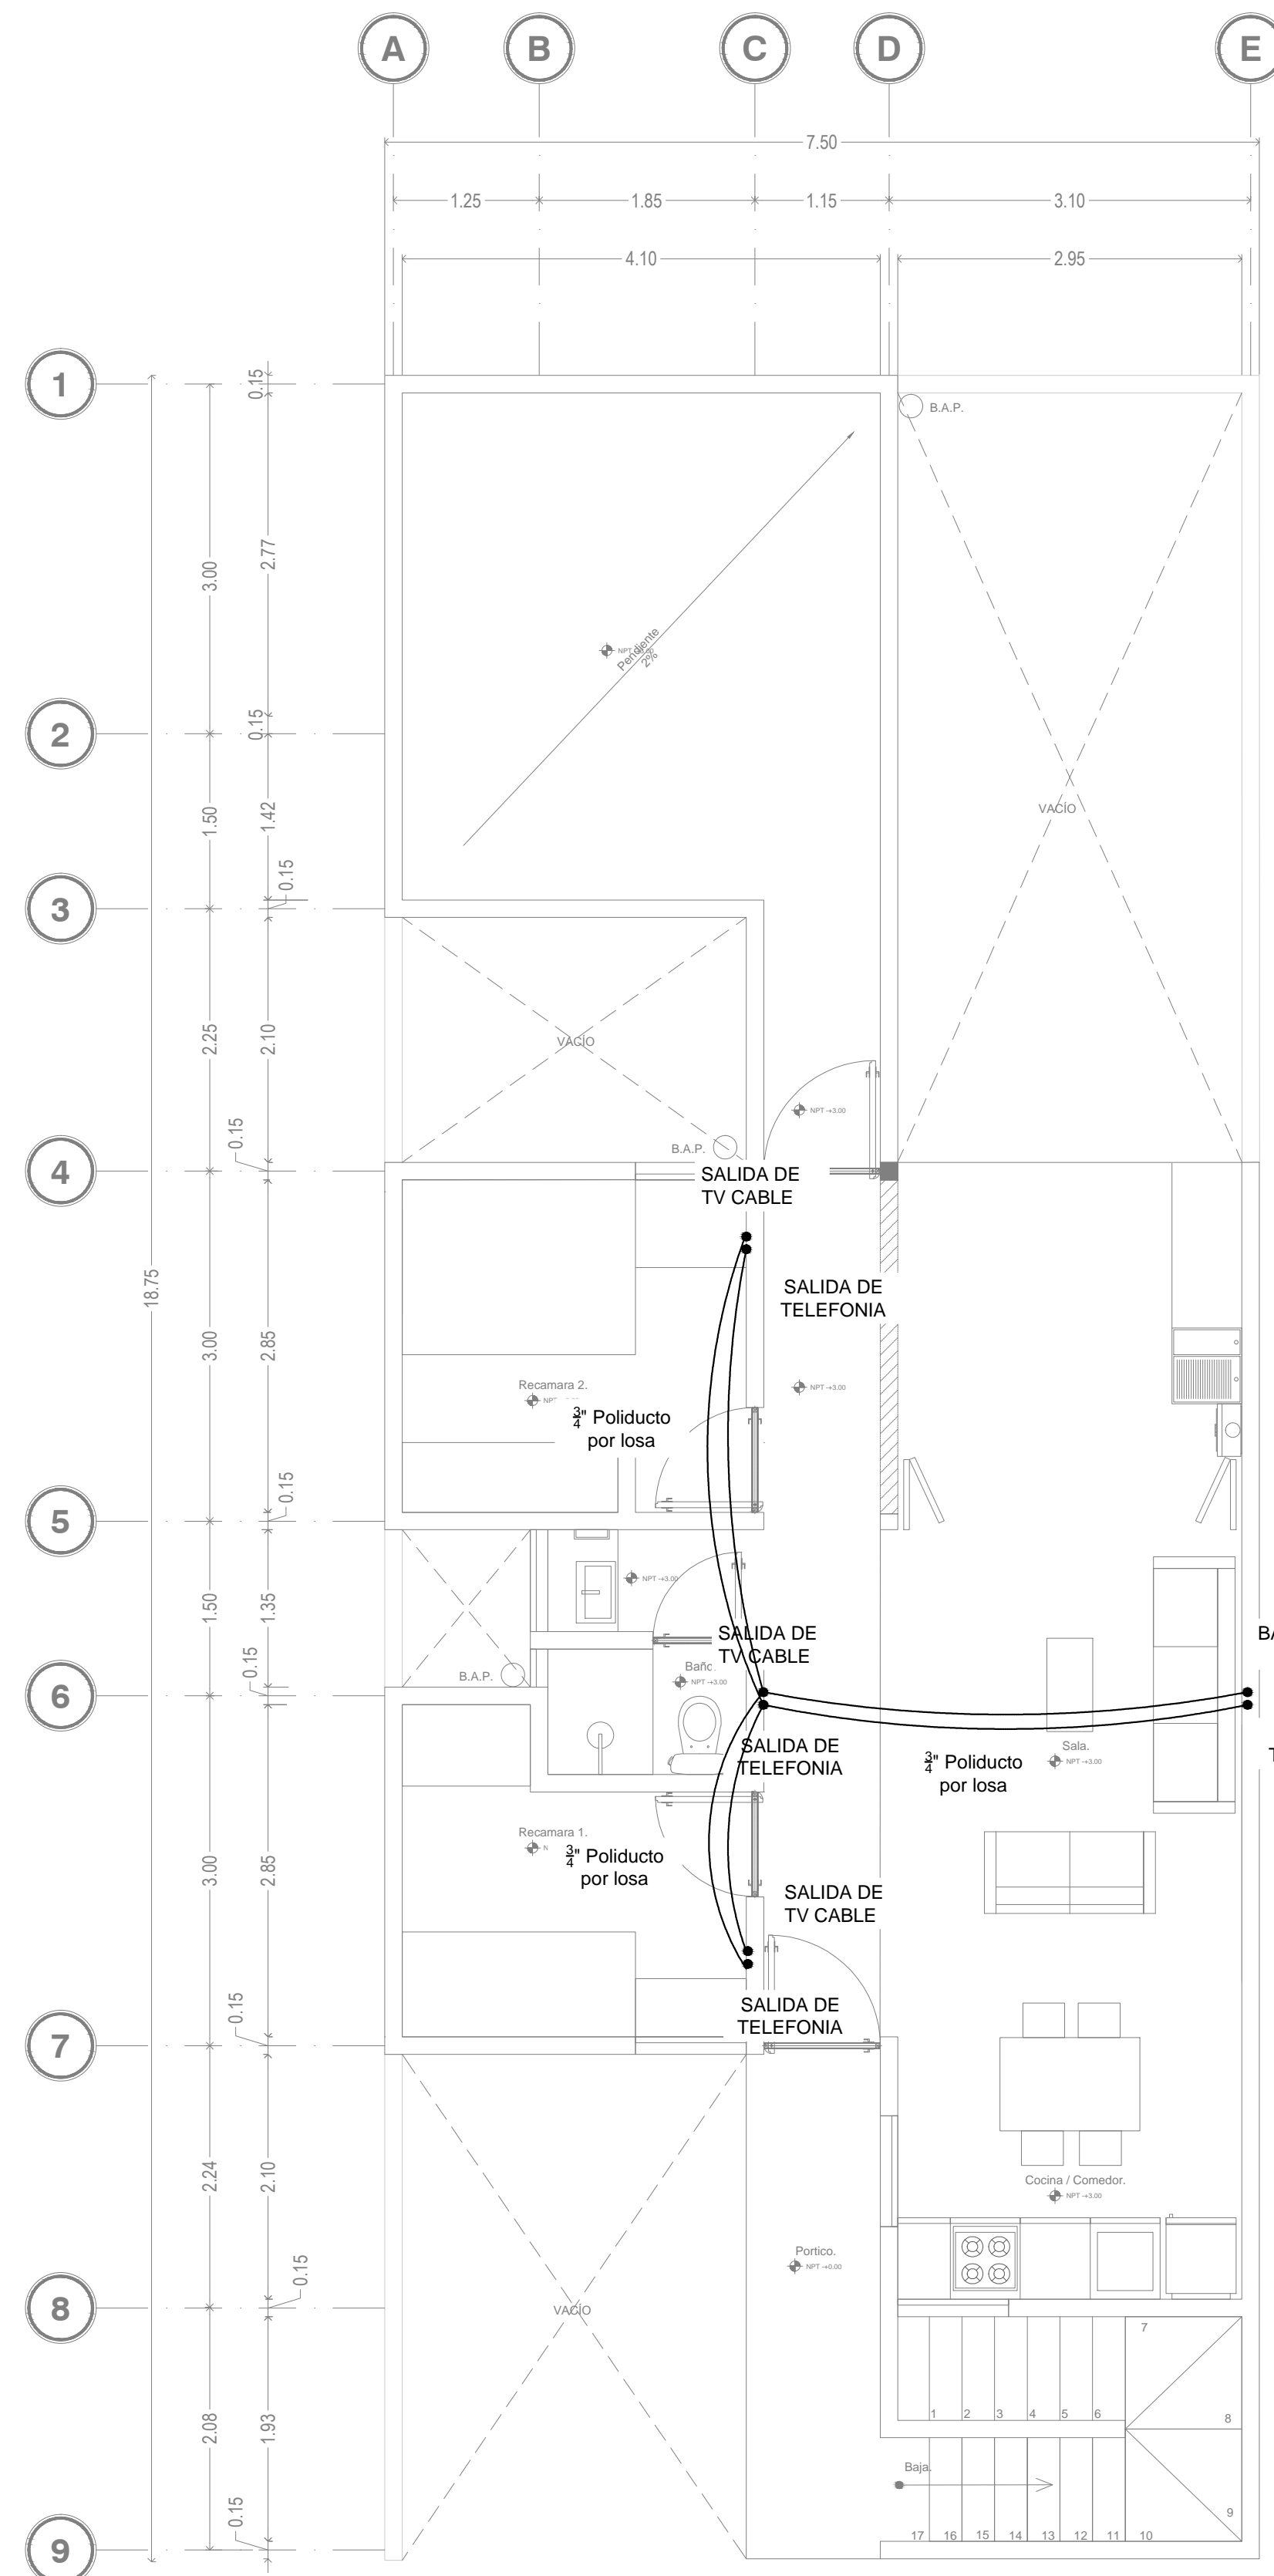 A
B
C
D
E
7.50
1.25
1.85
1.15
3.10
4.10
2.95
1
0.15
B.A.P.
3.00
2.77
Pendiente
2%
2
0.15
VACÍO
1.50
1.42
0.15
3
2.25
2.10
VACÍO
NPT -+3.00
0.15
B.A.P.
4
SALIDA DE
TV CABLE
18.75
SALIDA DE
TELEFONIA
3.00
2.85
Recamara 2.
NPT -+3.00
3/4" Poliducto
por losa
0.15
5
NPT -+3.00
1.50
1.35
SALIDA DE
TV CABLE
0.15
Baño.
B.A.P.
NPT -+3.00
6
SALIDA DE
TELEFONIA
Sala.
NPT -+3.00
3/4" Poliducto
por losa
Recamara 1.
3/4" Poliducto
por losa
3.00
2.85
SALIDA DE
TV CABLE
0.15
SALIDA DE
TELEFONIA
7
2.24
2.10
Cocina / Comedor.
NPT -+3.00
Portico.
NPT -+0.00
0.15
8
VACÍO
7
1
2
3
4
5
6
8
2.08
1.93
Baja.
9
0.15
17
16
15
14
13
12
11
10
9